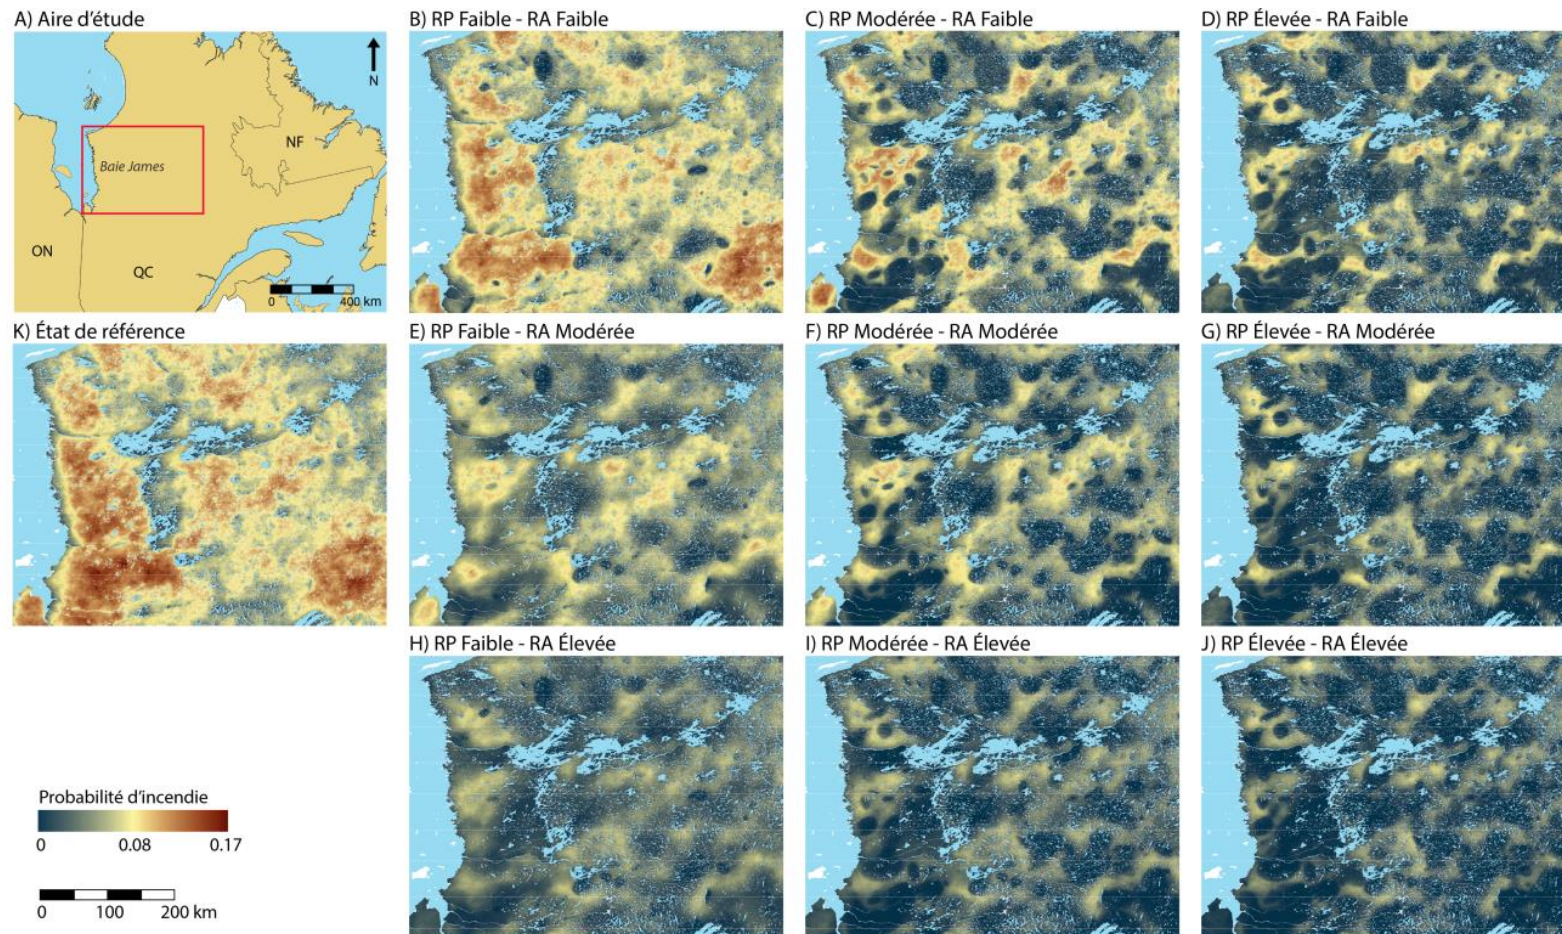 A) Aire d'étude
B) RP Faible - RA Faible
C) RP Modérée - RA Faible
D) RP Élevée - RA Faible
N
NF
Baie James
ON
QC
0 400 km
K) État de référence
E) RP Faible - RA Modérée
F) RP Modérée - RA Modérée
G) RP Élevée - RA Modérée
H) RP Faible - RA Élevée
I) RP Modérée - RA Élevée
J) RP Élevée - RA Élevée
Probabilité d'incendie
0 0.08 0.17
0 100 200 km